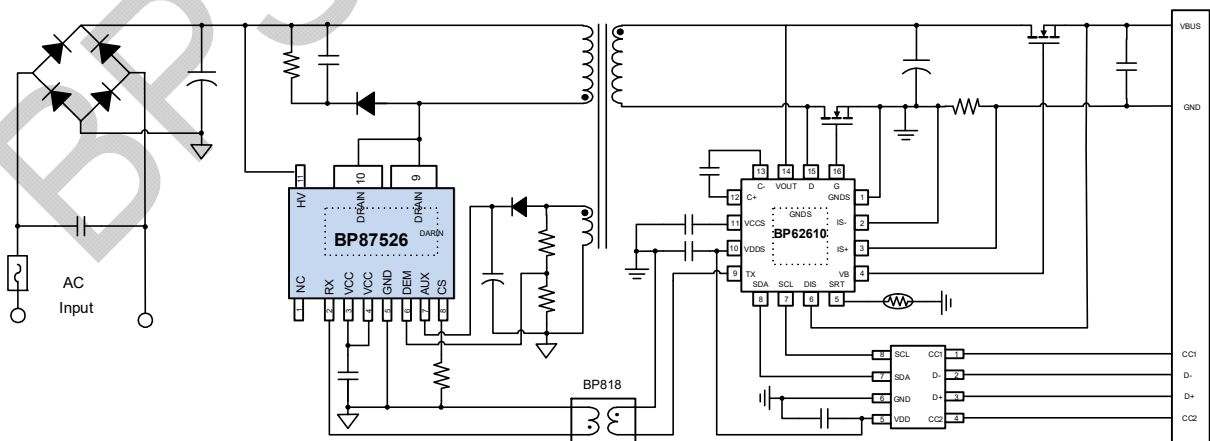 BPS
VBUS
GND
13
14
15
16
C-
VOUT
D
G
12
C+
GNDS
1
11
VCCS
GNDS
IS-
2
BP62610
10
VDDS
IS+
3
9
TX
VB
4
SDA
SCL
DIS
SRT
8
7
6
5
11
10
9
HV
DRAIN
DRAIN
DARIN
BP87526
NC
RX
VCC
VCC
GND
DEM
AUX
CS
1
2
3
4
5
6
7
8
AC
Input
BP818
8
SCL
CC1
1
CC1
7
SDA
D-
2
D-
6
GND
D+
3
D+
5
VDD
CC2
4
CC2